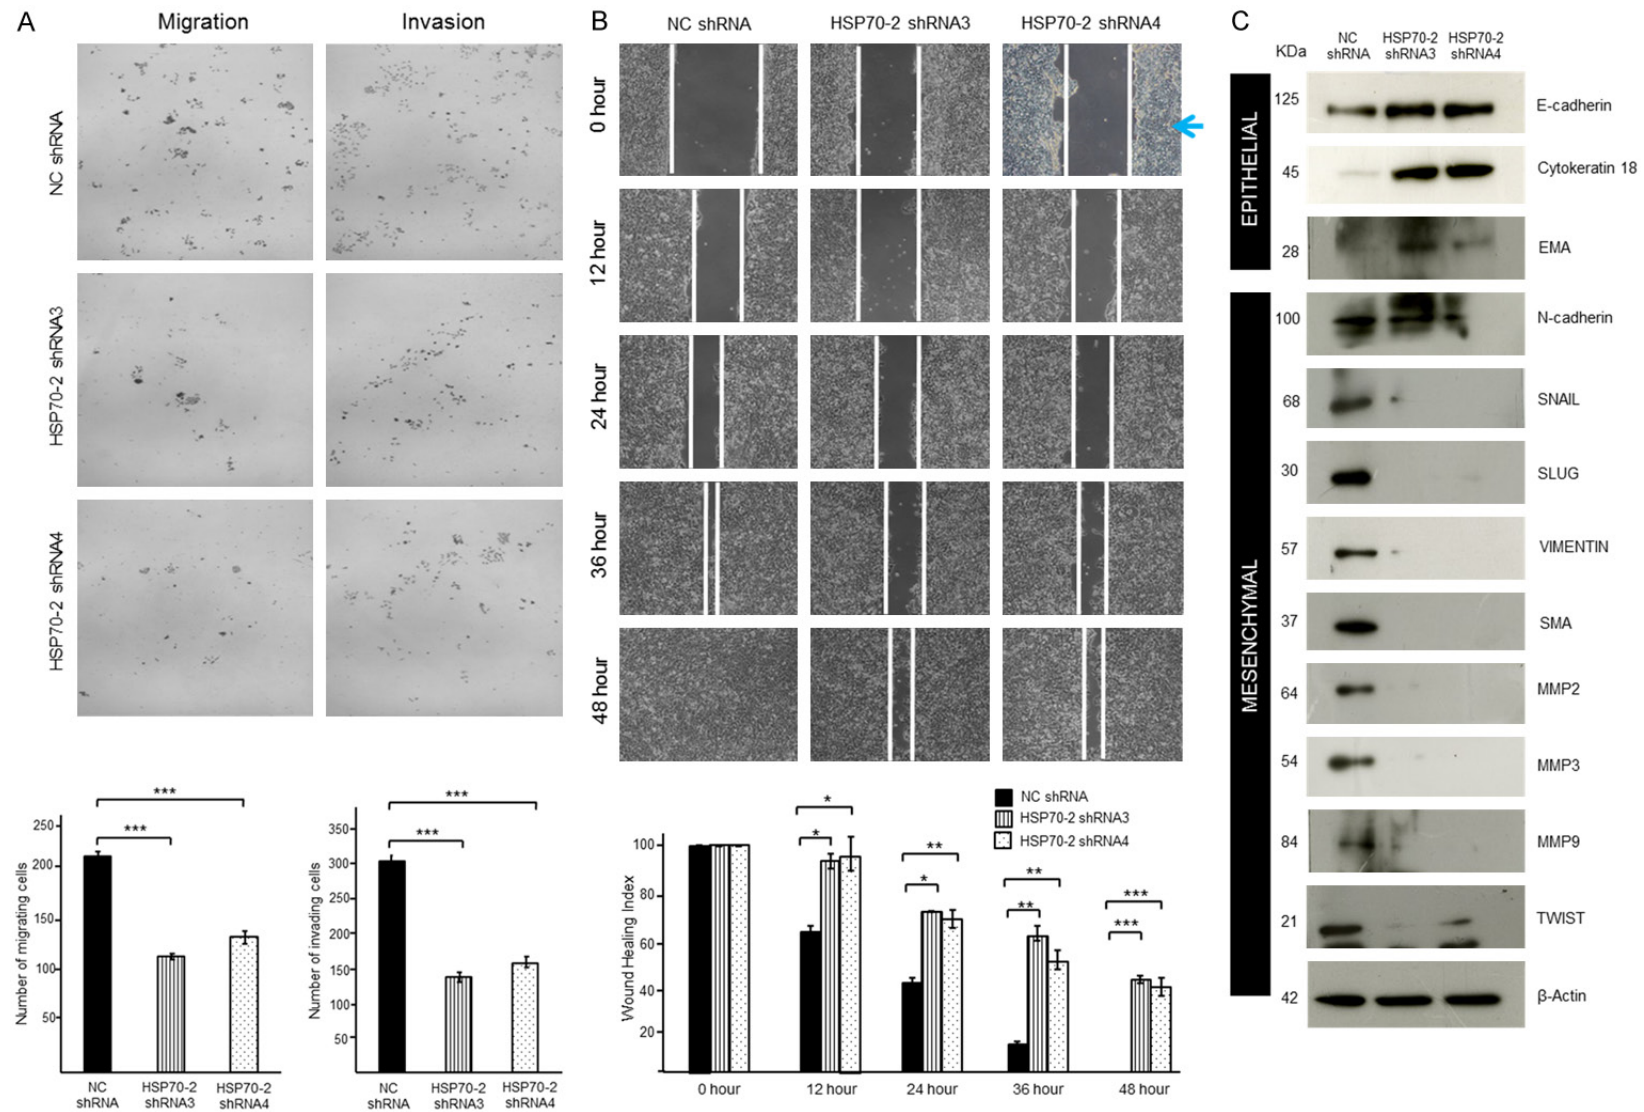 A
Migration
Invasion
NC shRNA
HSP70-2 shRNA3
HSP70-2 shRNA4
Number of migrating cells
250
200
150
100
50
***
***
NC
shRNA
HSP70-2
shRNA3
HSP70-2
shRNA4
Number of invading cells
350
300
250
200
150
100
50
***
***
NC
shRNA
HSP70-2
shRNA3
HSP70-2
shRNA4
B
NC shRNA
HSP70-2 shRNA3
HSP70-2 shRNA4
0 hour
12 hour
24 hour
36 hour
48 hour
NC shRNA
HSP70-2 shRNA3
HSP70-2 shRNA4
Wound Healing Index
100
80
60
40
20
*
*
**
*
**
**
***
***
0 hour
12 hour
24 hour
36 hour
48 hour
C
KDa
NC
shRNA
HSP70-2
shRNA3
HSP70-2
shRNA4
EPITHELIAL
125
E-cadherin
45
Cytokeratin 18
28
EMA
MESENCHYMAL
100
N-cadherin
68
SNAIL
30
SLUG
57
VIMENTIN
37
SMA
64
MMP2
54
MMP3
84
MMP9
21
TWIST
42
β-Actin